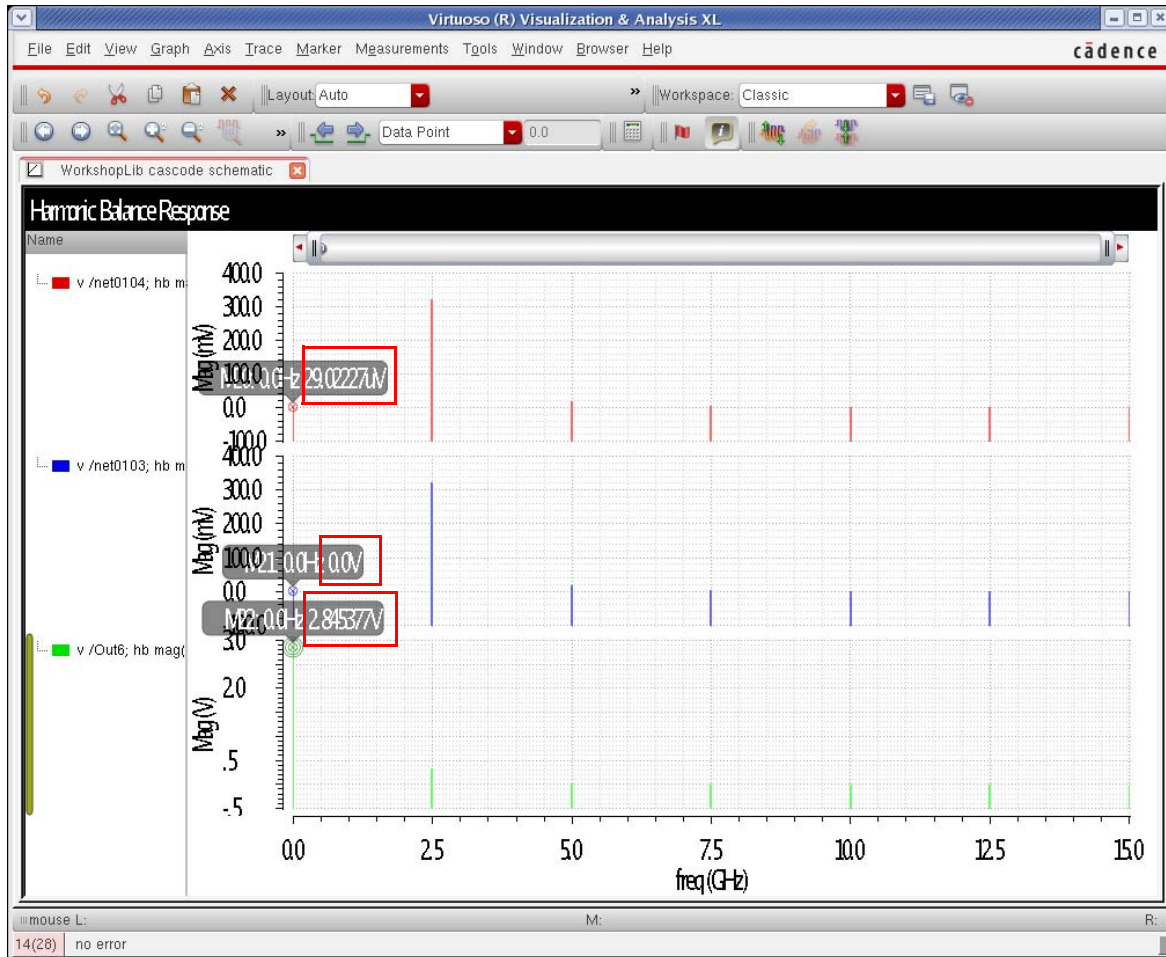 Virtuoso (R) Visualization & Analysis XL
File Edit View Graph Axis Trace Marker Measurements Tools Window Browser Help
cādence
Layout: Auto » Workspace: Classic
» Data Point 0.0
WorkshopLib cascode schematic
Harmonic Balance Response
Name
v /net0104; hb m
400.0
300.0
200.0
100.0
0.0
-100.0
Mag (mV)
M20: 0.0Hz 29.02227uV
v /net0103; hb m
400.0
300.0
200.0
100.0
0.0
Mag (mV)
M21: 0.0Hz 0.0V
M22: 0.0Hz 2.845377V
v /Out6; hb mag(
3.0
2.0
.5
-.5
Mag (V)
0.0 2.5 5.0 7.5 10.0 12.5 15.0
freq (GHz)
mouse L: M: R:
14(28) no error